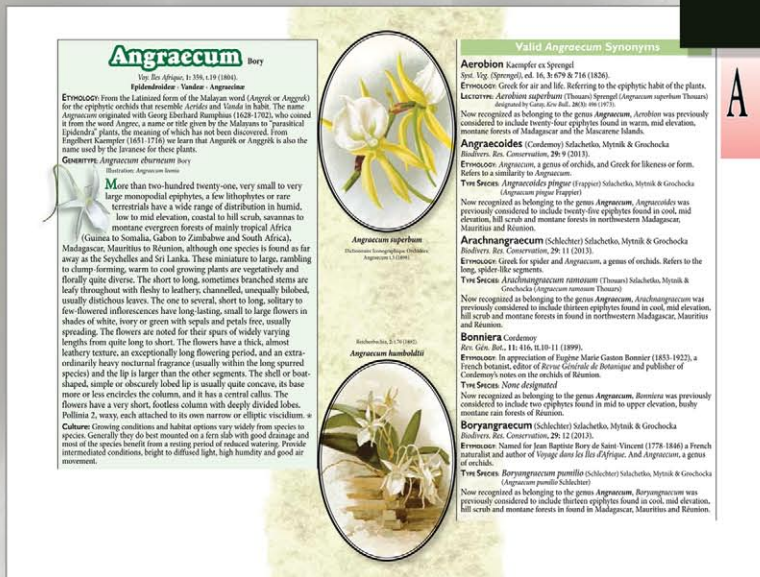 Angraecum Bory
Voy. Îles Afrique, 1: 359, t.19 (1804).
Epidendroideæ - Vandeæ - Angraecinæ
ETYMOLOGY: From the Latinized form of the Malayan word (Angrek or Anggrek)
for the epiphytic orchids that resemble Aerides and Vanda in habit. The name
Angraecum originated with Georg Eberhard Rumphius (1628-1702), who coined
it from the word Angrec, a name or title given by the Malayans to "parasitical
Epidendra" plants, the meaning of which has not been discovered. From
Engelbert Kaempfer (1651-1716) we learn that Angurék or Anggrék is also the
name used by the Javanese for these plants.
GENERITYPE: Angraecum eburneum Bory
Illustration: Angraecum leonis
More than two-hundred twenty-one, very small to very
large monopodial epiphytes, a few lithophytes or rare
terrestrials have a wide range of distribution in humid,
low to mid elevation, coastal to hill scrub, savannas to
montane evergreen forests of mainly tropical Africa
(Guinea to Somalia, Gabon to Zimbabwe and South Africa),
Madagascar, Mauritius to Réunion, although one species is found as far
away as the Seychelles and Sri Lanka. These miniature to large, rambling
to clump-forming, warm to cool growing plants are vegetatively and
florally quite diverse. The short to long, sometimes branched stems are
leafy throughout with fleshy to leathery, channelled, unequally bilobed,
usually distichous leaves. The one to several, short to long, solitary to
few-flowered inflorescences have long-lasting, small to large flowers in
shades of white, ivory or green with sepals and petals free, usually
spreading. The flowers are noted for their spurs of widely varying
lengths from quite long to short. The flowers have a thick, almost
leathery texture, an exceptionally long flowering period, and an extra-
ordinarily heavy nocturnal fragrance (usually within the long spurred
species) and the lip is larger than the other segments. The shell or boat-
shaped, simple or obscurely lobed lip is usually quite concave, its base
more or less encircles the column, and it has a central callus. The
flowers have a very short, footless column with deeply divided lobes.
Pollinia 2, waxy, each attached to its own narrow or elliptic viscidium.
Culture: Growing conditions and habitat options vary widely from species to
species. Generally they do best mounted on a fern slab with good drainage and
most of the species benefit from a resting period of reduced watering. Provide
intermediated conditions, bright to diffused light, high humidity and good air
movement.
Angraecum superbum
Dictionnaire Iconographique Orchidées
Reichenbachia, 2: t.70 (1892)
Angraecum humboldtii
Valid Angraecum Synonyms
Aerobion Kaempfer ex Sprengel
Syst. Veg. (Sprengel), ed. 16, 3: 679 & 716 (1826).
ETYMOLOGY: Greek for air and life. Referring to the epiphytic habit of the plants.
LECTOTYPE: Aerobion superbum (Thouars) Sprengel (Angraecum superbum Thouars)
designated by Garay, Kew Bull., 28(3): 496 (1973).
Now recognized as belonging to the genus Angraecum, Aerobion was previously
considered to include twenty-four epiphytes found in warm, mid elevation,
montane forests of Madagascar and the Mascarene Islands.
Angraecoides (Cordemoy) Szlachetko, Mytnik & Grochocka
Biodivers. Res. Conservation, 29: 9 (2013).
ETYMOLOGY: Angraecum, a genus of orchids, and Greek for likeness or form.
Refers to a similarity to Angraecum.
TYPE SPECIES: Angraecoides pingue (Frappier) Szlachetko, Mytnik & Grochocka
(Angraecum pingue Frappier)
Now recognized as belonging to the genus Angraecum, Angraecoides was
previously considered to include twenty-five epiphytes found in cool, mid
elevation, hill scrub and montane forests in northwestern Madagascar,
Mauritius and Réunion.
Arachnangraecum (Schlechter) Szlachetko, Mytnik & Grochocka
Biodivers. Res. Conservation, 29: 11 (2013).
ETYMOLOGY: Greek for spider and Angraecum, a genus of orchids. Refers to the
long, spider-like segments.
TYPE SPECIES: Arachnangraecum ramosum (Thouars) Szlachetko, Mytnik &
Grochocka (Angraecum ramosum Thouars)
Now recognized as belonging to the genus Angraecum, Arachnangraecum was
previously considered to include thirteen epiphytes found in cool, mid elevation,
hill scrub and montane forests in found in northwestern Madagascar, Mauritius
and Réunion.
Bonniera Cordemoy
Rev. Gén. Bot., 11: 416, tt.10-11 (1899).
ETYMOLOGY: In appreciation of Eugène Marie Gaston Bonnier (1853-1922), a
French botanist, editor of Revue Générale de Botanique and publisher of
Cordemoy's notes on the orchids of Réunion.
TYPE SPECIES: None designated
Now recognized as belonging to the genus Angraecum, Bonniera was previously
considered to include two epiphytes found in mid to upper elevation, bushy
montane rain forests of Réunion.
Boryangraecum (Schlechter) Szlachetko, Mytnik & Grochocka
Biodivers. Res. Conservation, 29: 12 (2013).
ETYMOLOGY: Named for Jean Baptiste Bory de Saint-Vincent (1778-1846) a French
naturalist and author of Voyage dans les Îles d'Afrique. And Angraecum, a genus
of orchids.
TYPE SPECIES: Boryangraecum pumilio (Schlechter) Szlachetko, Mytnik & Grochocka
(Angraecum pumilio Schlechter)
Now recognized as belonging to the genus Angraecum, Boryangraecum was
previously considered to include thirteen epiphytes found in cool, mid elevation,
hill scrub and montane forests in found in Madagascar, Mauritius and Réunion.
A